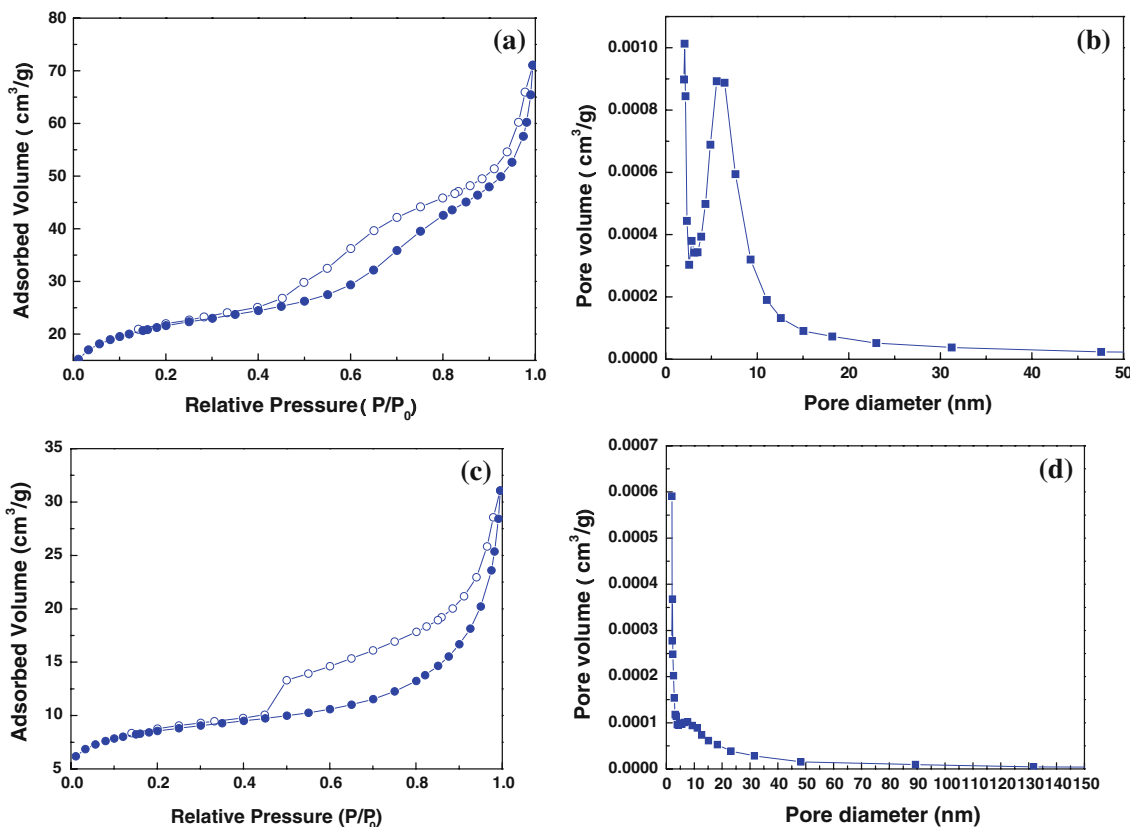 (a)
Adsorbed Volume ( cm³/g)
80
70
60
50
40
30
20
0.0 0.2 0.4 0.6 0.8 1.0
Relative Pressure ( P/P₀)
(b)
Pore volume ( cm³/g)
0.0010
0.0008
0.0006
0.0004
0.0002
0.0000
0 10 20 30 40 50
Pore diameter (nm)
(c)
Adsorbed Volume (cm³/g)
35
30
25
20
15
10
5
0.0 0.2 0.4 0.6 0.8 1.0
Relative Pressure (P/P₀)
(d)
Pore volume ( cm³/g)
0.0007
0.0006
0.0005
0.0004
0.0003
0.0002
0.0001
0.0000
0 10 20 30 40 50 60 70 80 90 100 110 120 130 140 150
Pore diameter (nm)